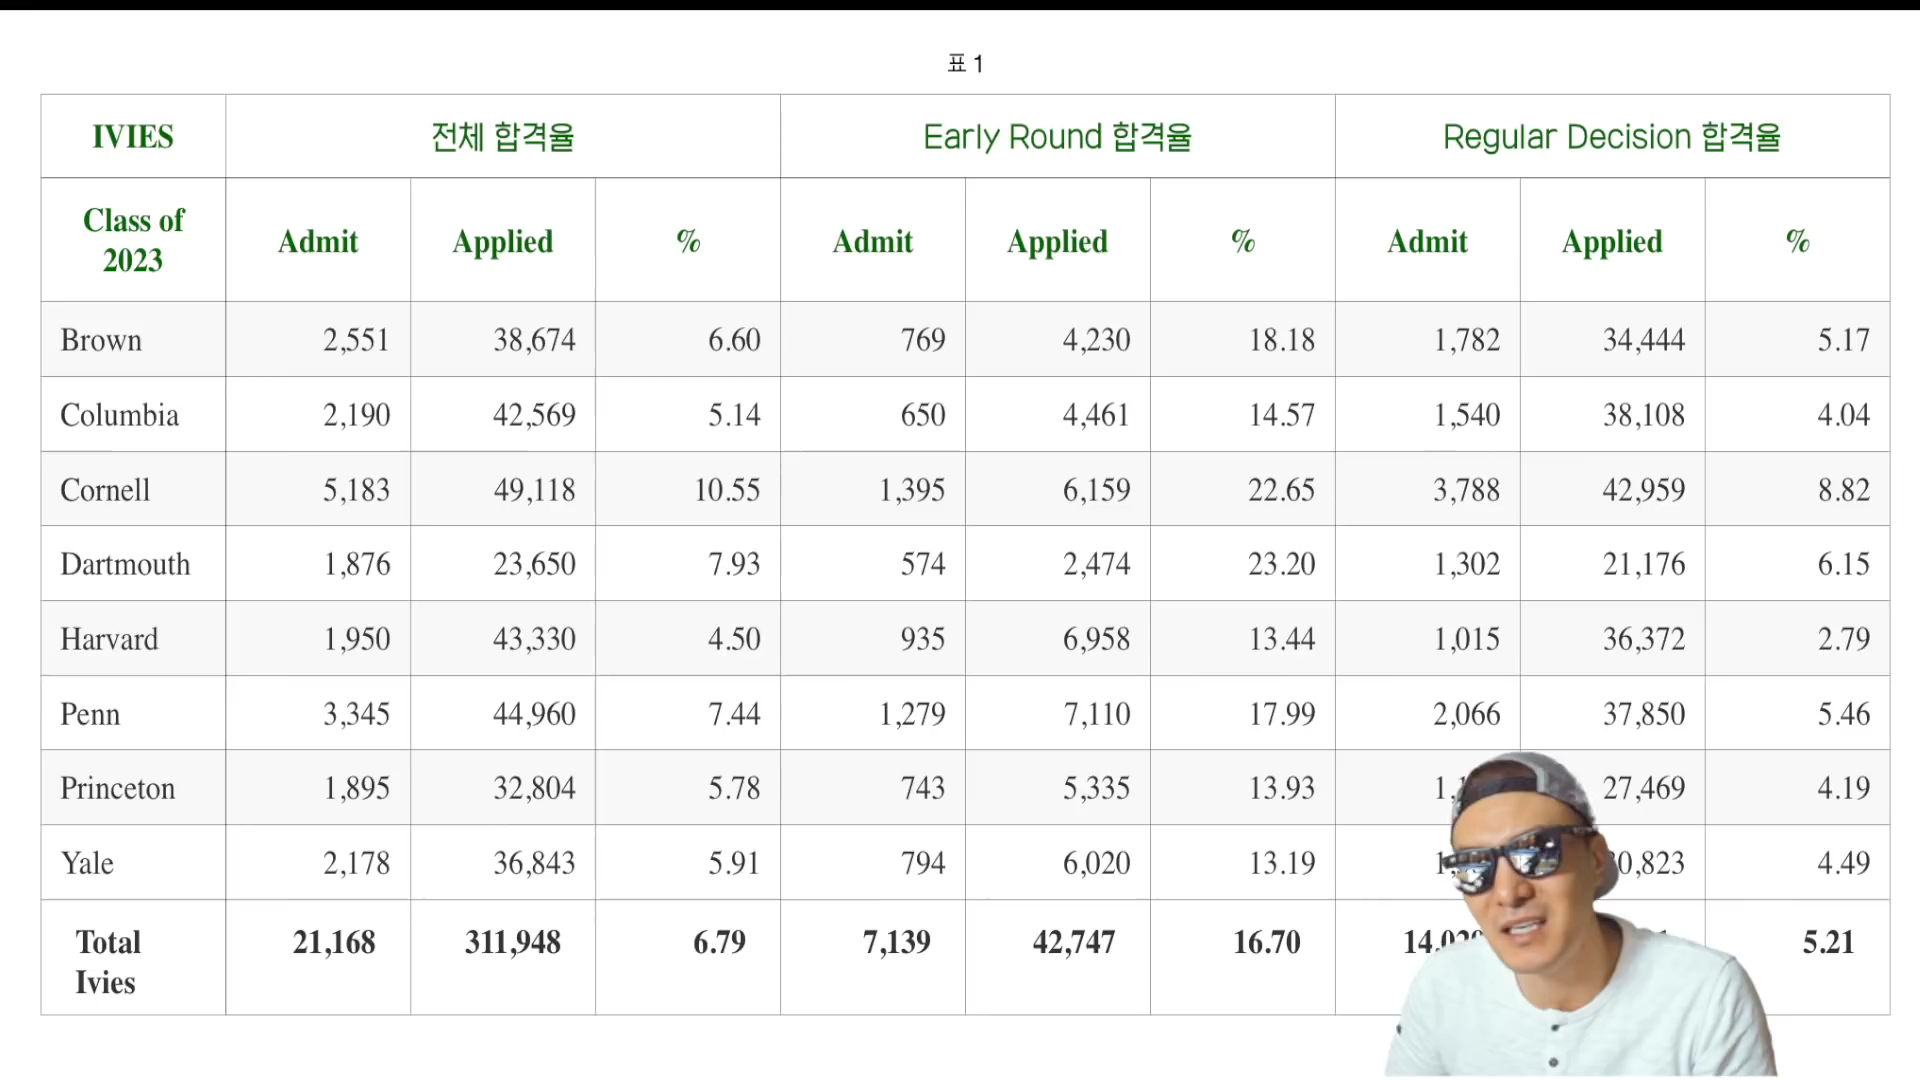 표 1
IVIES 전체 합격율 Early Round 합격율 Regular Decision 합격율
Class of 2023 Admit Applied % Admit Applied % Admit Applied %
Brown 2,551 38,674 6.60 769 4,230 18.18 1,782 34,444 5.17
Columbia 2,190 42,569 5.14 650 4,461 14.57 1,540 38,108 4.04
Cornell 5,183 49,118 10.55 1,395 6,159 22.65 3,788 42,959 8.82
Dartmouth 1,876 23,650 7.93 574 2,474 23.20 1,302 21,176 6.15
Harvard 1,950 43,330 4.50 935 6,958 13.44 1,015 36,372 2.79
Penn 3,345 44,960 7.44 1,279 7,110 17.99 2,066 37,850 5.46
Princeton 1,895 32,804 5.78 743 5,335 13.93 27,469 4.19
Yale 2,178 36,843 5.91 794 6,020 13.19 4.49
Total Ivies 21,168 311,948 6.79 7,139 42,747 16.70 5.21